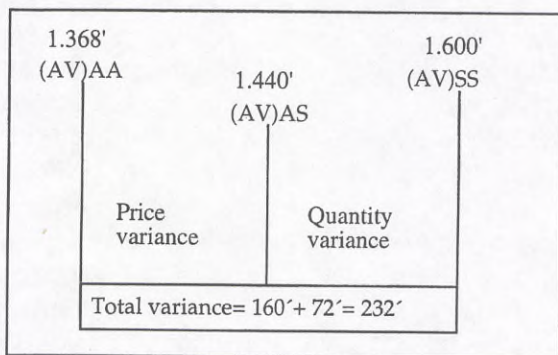 1.368'
(AV)AA
1.440'
(AV)AS
1.600'
(AV)SS
Price
variance
Quantity
variance
Total variance= 160´+ 72´= 232´